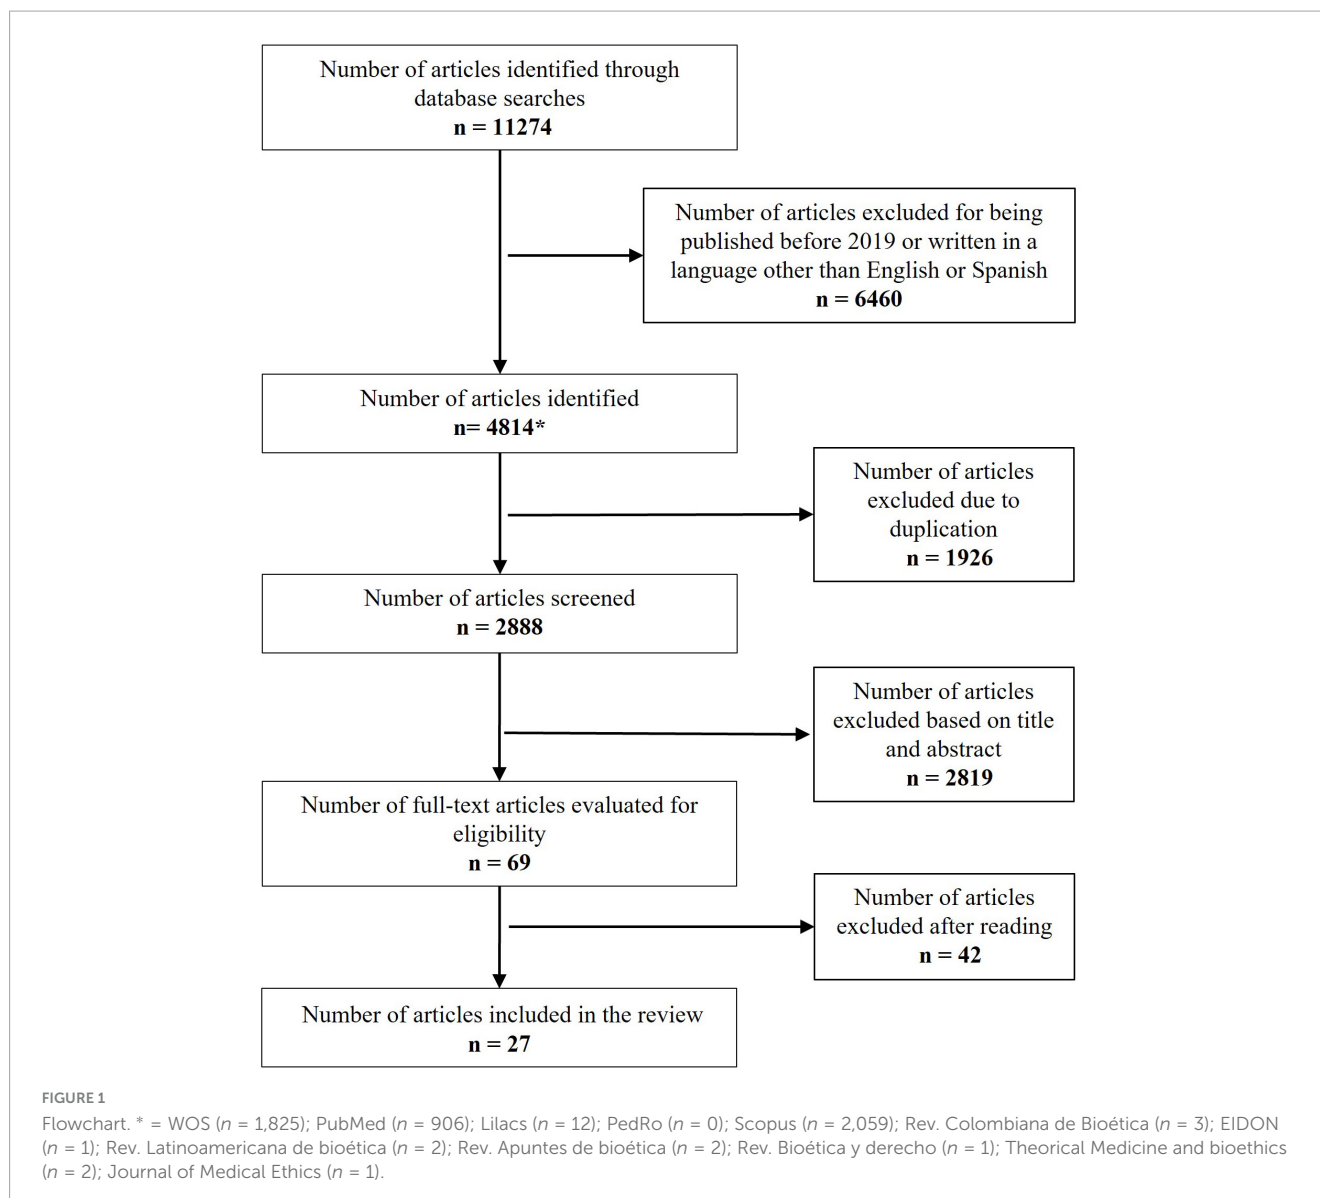 Number of articles identified through
database searches
n = 11274
Number of articles excluded for being
published before 2019 or written in a
language other than English or Spanish
n = 6460
Number of articles identified
n= 4814*
Number of articles
excluded due to
duplication
n = 1926
Number of articles screened
n = 2888
Number of articles
excluded based on title
and abstract
n = 2819
Number of full-text articles evaluated for
eligibility
n = 69
Number of articles
excluded after reading
n = 42
Number of articles included in the review
n = 27
FIGURE 1
Flowchart. * = WOS (n = 1,825); PubMed (n = 906); Lilacs (n = 12); PedRo (n = 0); Scopus (n = 2,059); Rev. Colombiana de Bioética (n = 3); EIDON
(n = 1); Rev. Latinoamericana de bioética (n = 2); Rev. Apuntes de bioética (n = 2); Rev. Bioética y derecho (n = 1); Theorical Medicine and bioethics
(n = 2); Journal of Medical Ethics (n = 1).